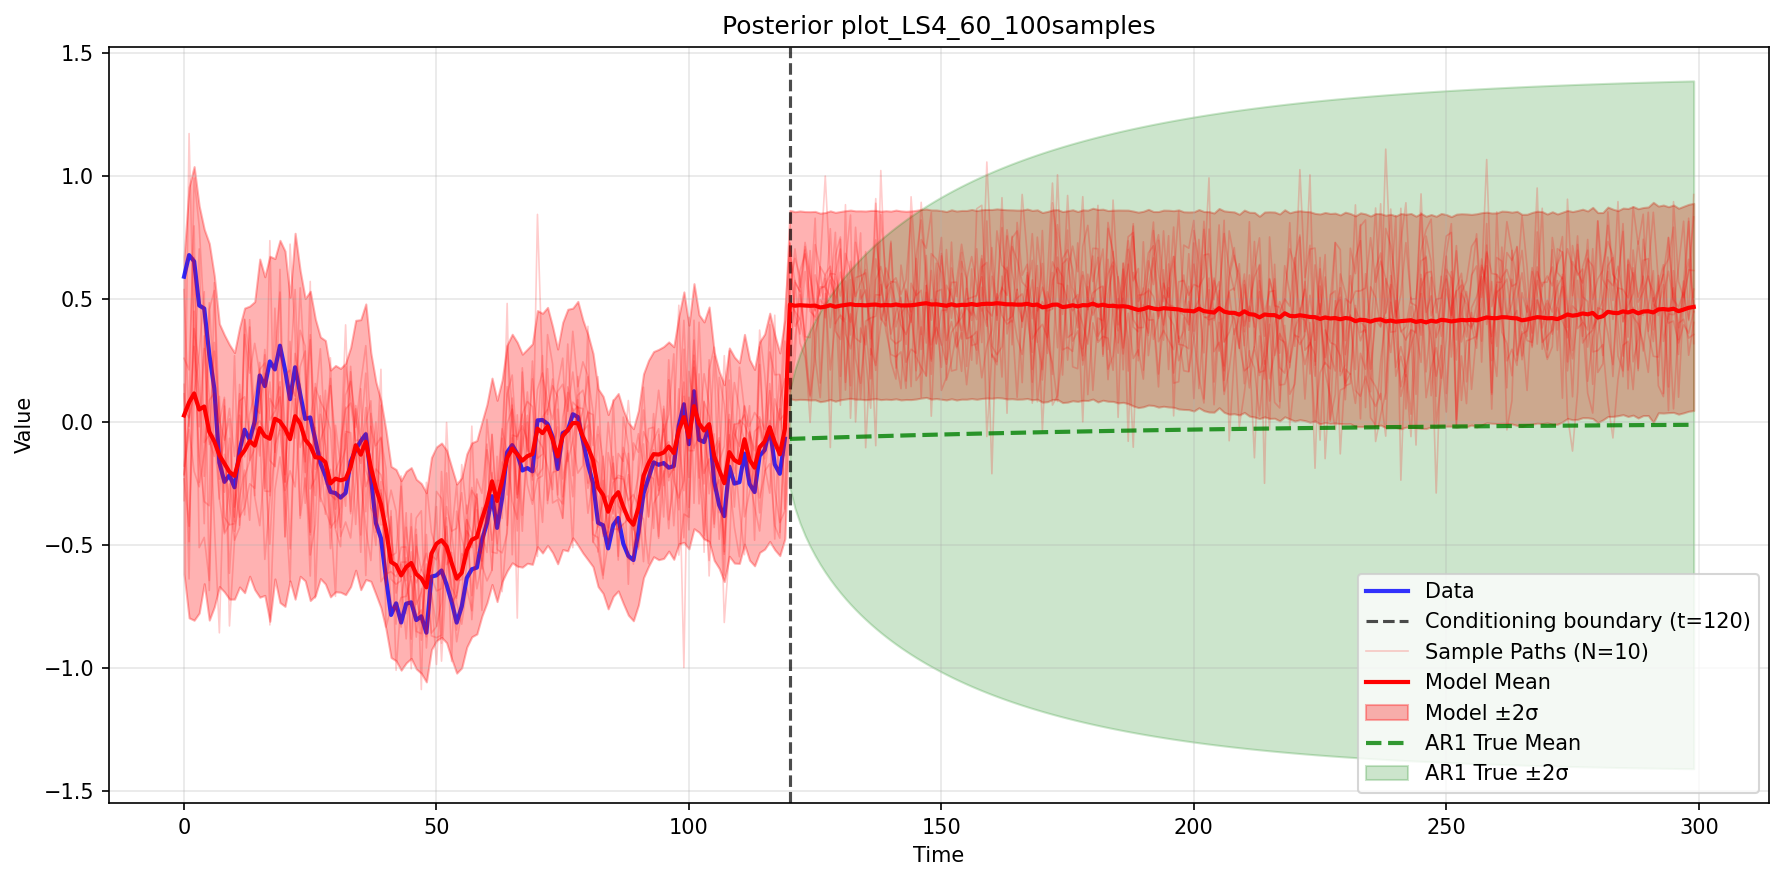 Posterior plot_LS4_60_100samples
Value
1.5
1.0
0.5
0.0
−0.5
−1.0
−1.5
0
50
100
150
200
250
300
Time
Data
Conditioning boundary (t=120)
Sample Paths (N=10)
Model Mean
Model ±2σ
AR1 True Mean
AR1 True ±2σ